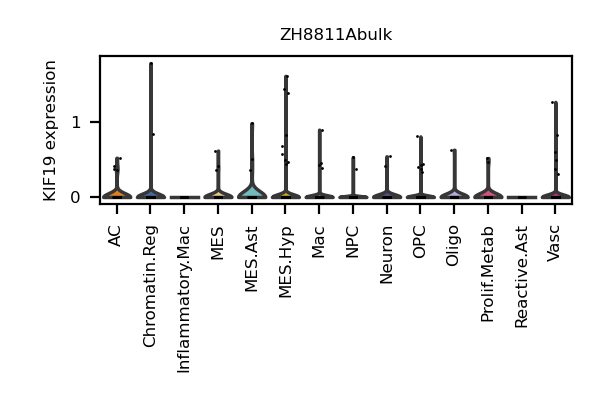 ZH8811Abulk
KIF19 expression
1
0
AC
Chromatin.Reg
Inflammatory.Mac
MES
MES.Ast
MES.Hyp
Mac
NPC
Neuron
OPC
Oligo
Prolif.Metab
Reactive.Ast
Vasc